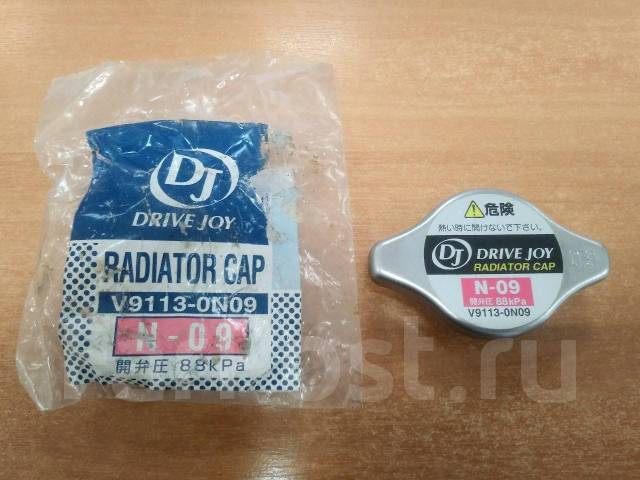 DJ
DRIVE JOY
RADIATOR CAP
V9113-0N09
N-09
開弁圧 88kPa
危険
熱い時に開けないで下さい。
DJ DRIVE JOY
RADIATOR CAP
N-09
開弁圧 88kPa
V9113-0N09